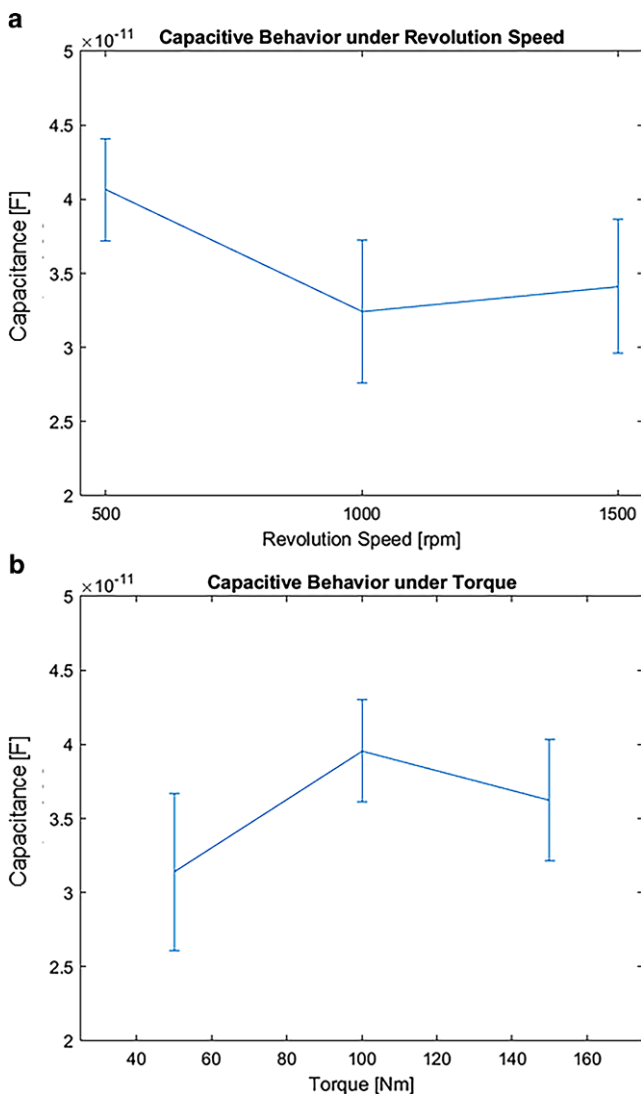 a
×10⁻¹¹
Capacitive Behavior under Revolution Speed
5
4.5
4
3.5
3
2.5
2
Capacitance [F]
500 1000 1500
Revolution Speed [rpm]
b
×10⁻¹¹
Capacitive Behavior under Torque
5
4.5
4
3.5
3
2.5
2
Capacitance [F]
40 60 80 100 120 140 160
Torque [Nm]